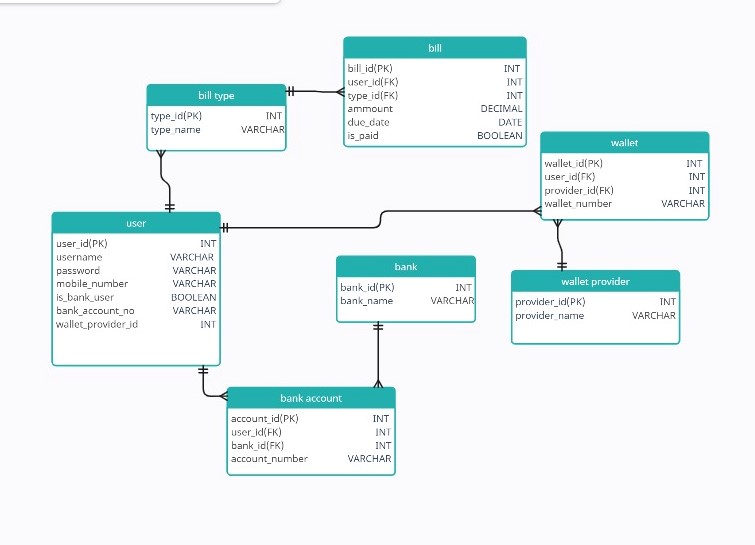 bill
bill_id(PK) INT
user_id(FK) INT
type_id(FK) INT
ammount DECIMAL
due_date DATE
is_paid BOOLEAN
bill type
type_id(PK) INT
type_name VARCHAR
wallet
wallet_id(PK) INT
user_id(FK) INT
provider_id(FK) INT
wallet_number VARCHAR
user
user_id(PK) INT
username VARCHAR
password VARCHAR
mobile_number VARCHAR
is_bank_user BOOLEAN
bank_account_no VARCHAR
wallet_provider_id INT
bank
bank_id(PK) INT
bank_name VARCHAR
wallet provider
provider_id(PK) INT
provider_name VARCHAR
bank account
account_id(PK) INT
user_id(FK) INT
bank_id(FK) INT
account_number VARCHAR